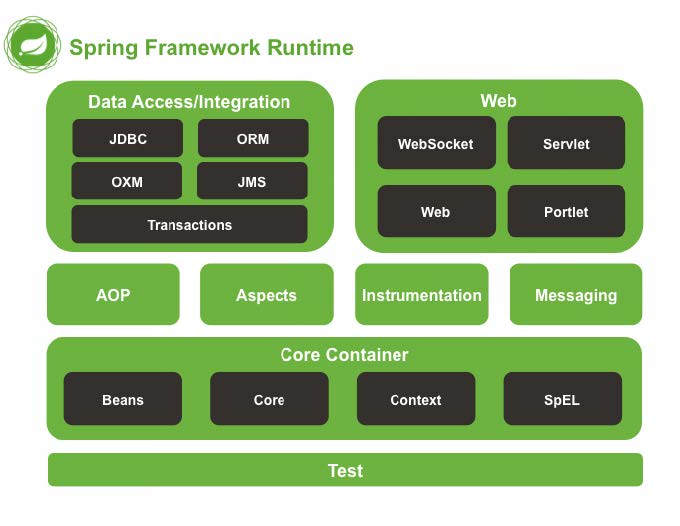 Spring Framework Runtime
Data Access/Integration
JDBC
ORM
OXM
JMS
Transactions
Web
WebSocket
Servlet
Web
Portlet
AOP
Aspects
Instrumentation
Messaging
Core Container
Beans
Core
Context
SpEL
Test